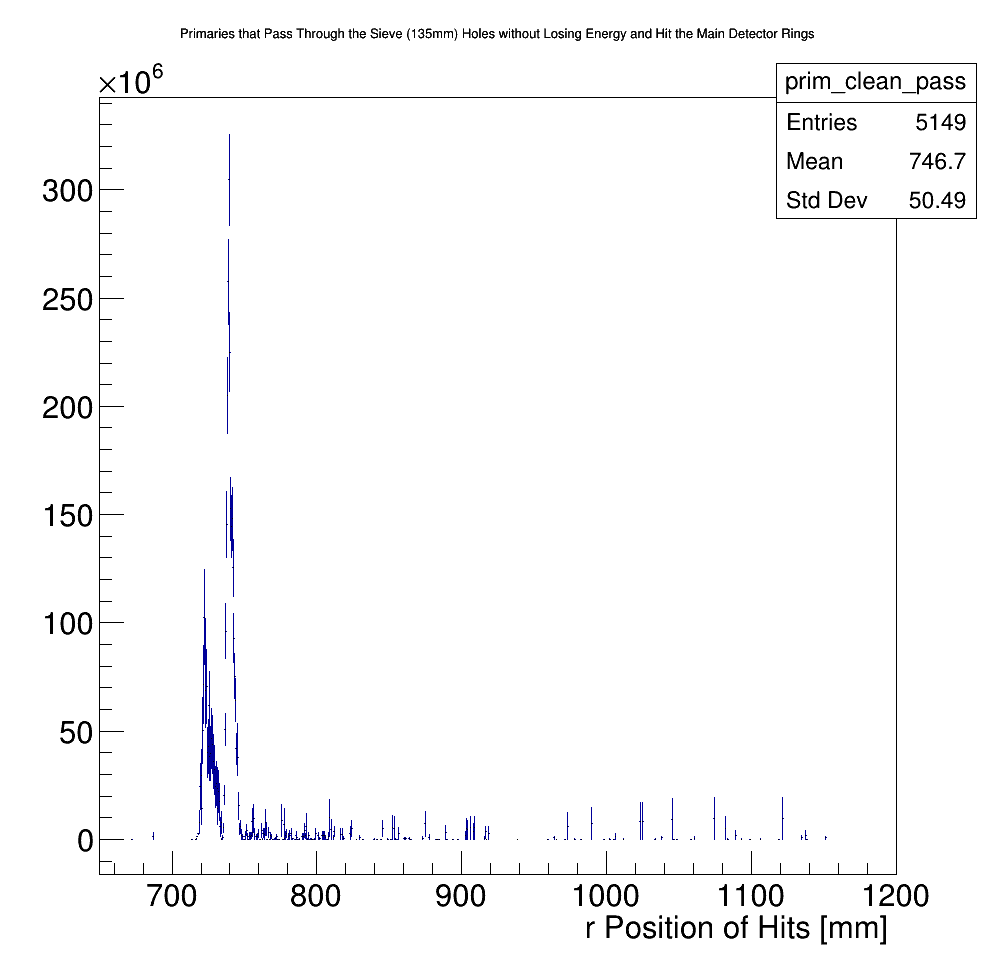 Primaries that Pass Through the Sieve (135mm) Holes without Losing Energy and Hit the Main Detector Rings
×10^6
prim_clean_pass
Entries 5149
Mean 746.7
Std Dev 50.49
300
250
200
150
100
50
0
700 800 900 1000 1100 1200
r Position of Hits [mm]